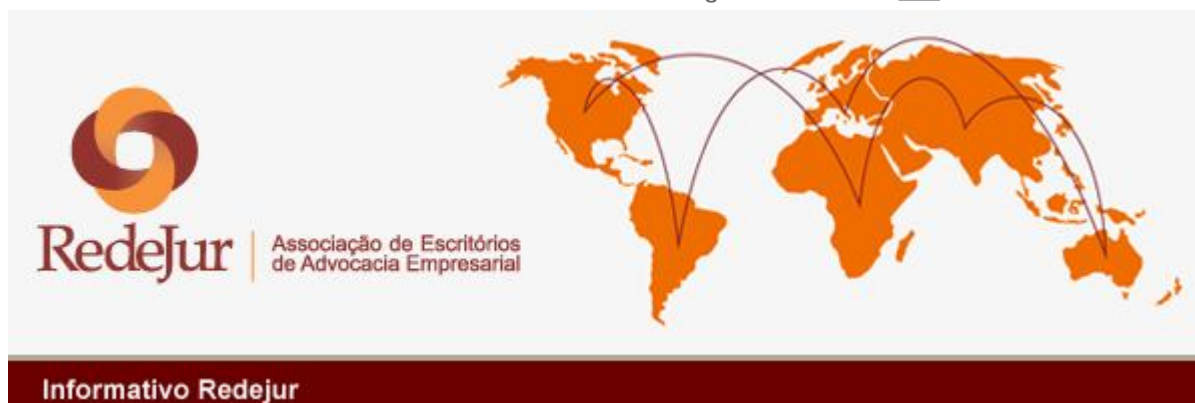 RedeJur
Associação de Escritórios
de Advocacia Empresarial
Informativo Redejur